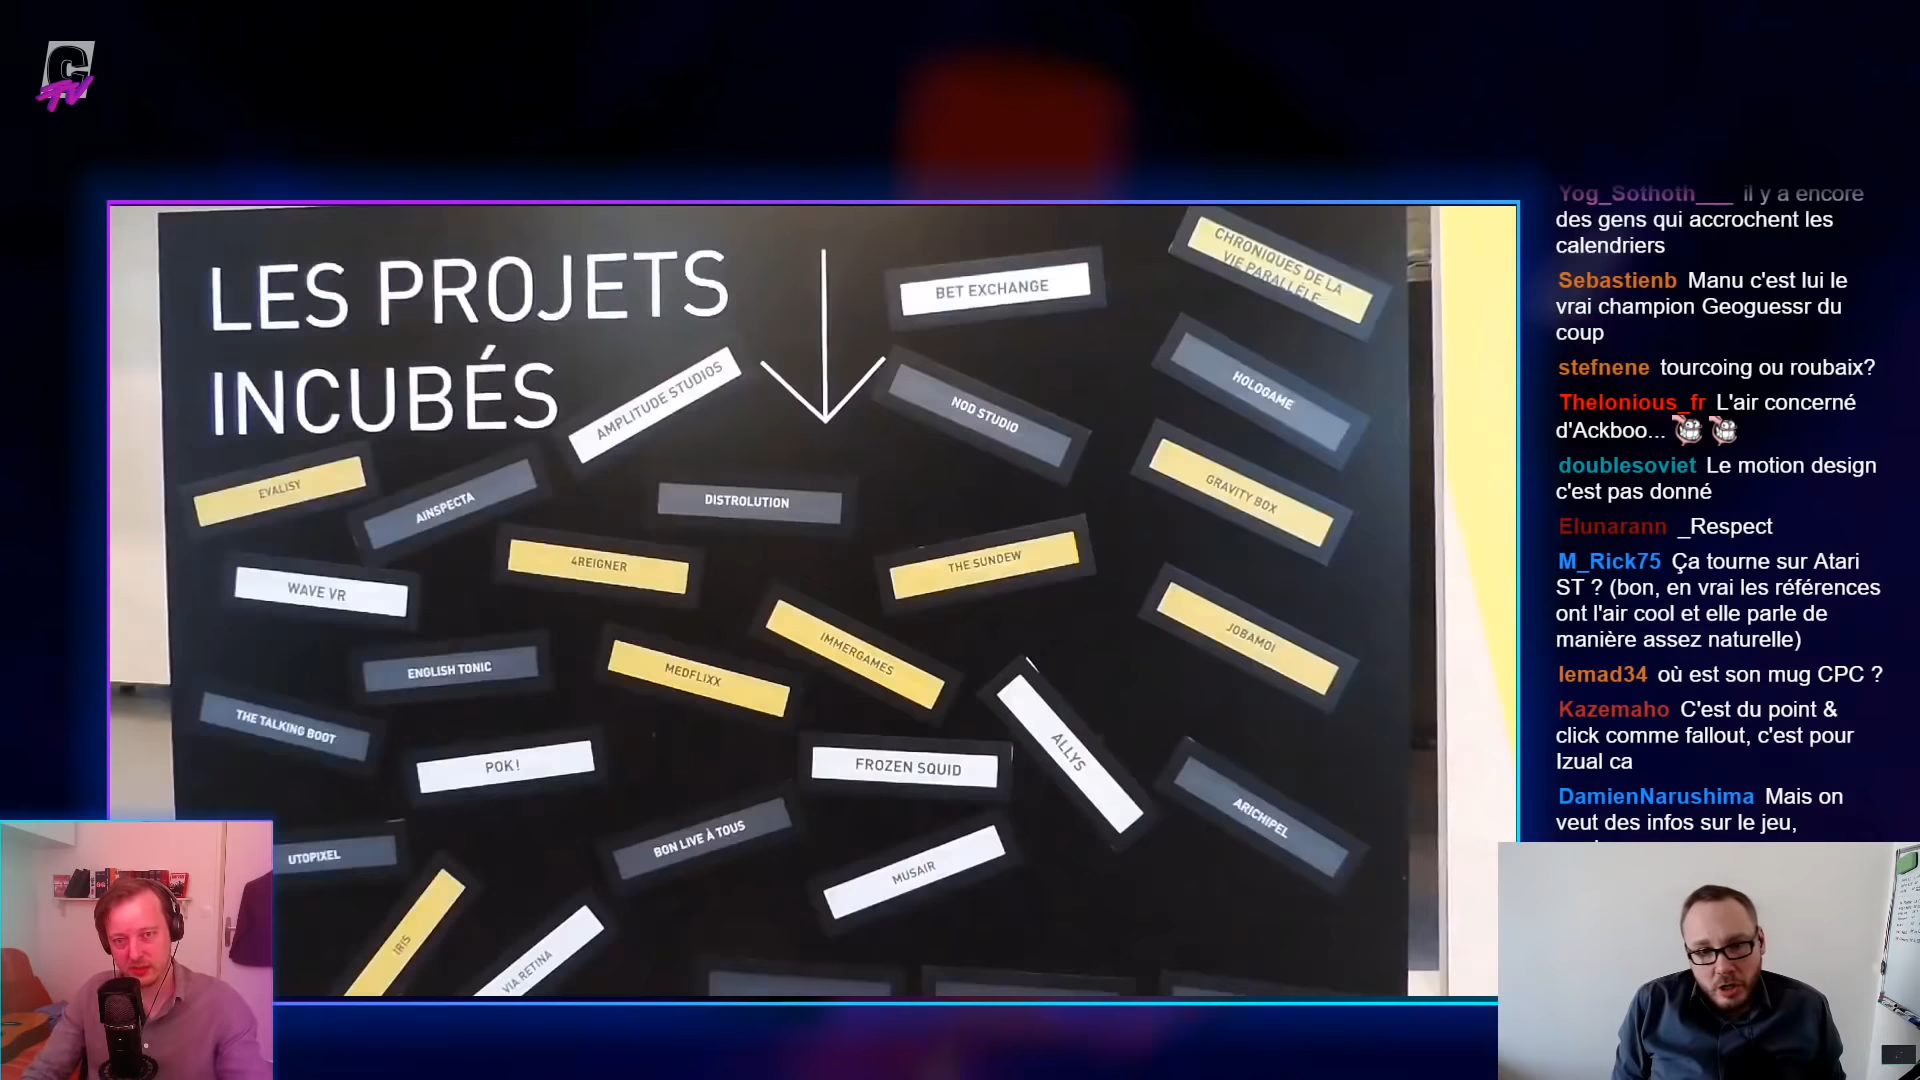 C
TV
LES PROJETS
INCUBÉS
BET EXCHANGE
CHRONIQUES DE LA
VIE PARALLÈLE
AMPLITUDE STUDIOS
NOD STUDIO
HOLOGAME
EVALISY
AINSPECTA
DISTROLUTION
GRAVITY BOX
4REIGNER
THE SUNDEW
WAVE VR
IMMERGAMES
JOBAMOI
ENGLISH TONIC
MEDFLIXX
THE TALKING BOOT
POK!
FROZEN SQUID
ALLYS
ARICHIPEL
UTOPIXEL
BON LIVE À TOUS
MUSAIR
IRIS
VIA RETINA
Yog_Sothoth___ il y a encore
des gens qui accrochent les
calendriers
Sebastienb Manu c'est lui le
vrai champion Geoguessr du
coup
stefnene tourcoing ou roubaix?
Thelonious_fr L'air concerné
d'Ackboo...
doublesoviet Le motion design
c'est pas donné
Elunarann _Respect
M_Rick75 Ça tourne sur Atari
ST ? (bon, en vrai les références
ont l'air cool et elle parle de
manière assez naturelle)
lemad34 où est son mug CPC ?
Kazemaho C'est du point &
click comme fallout, c'est pour
Izual ca
DamienNarushima Mais on
veut des infos sur le jeu,